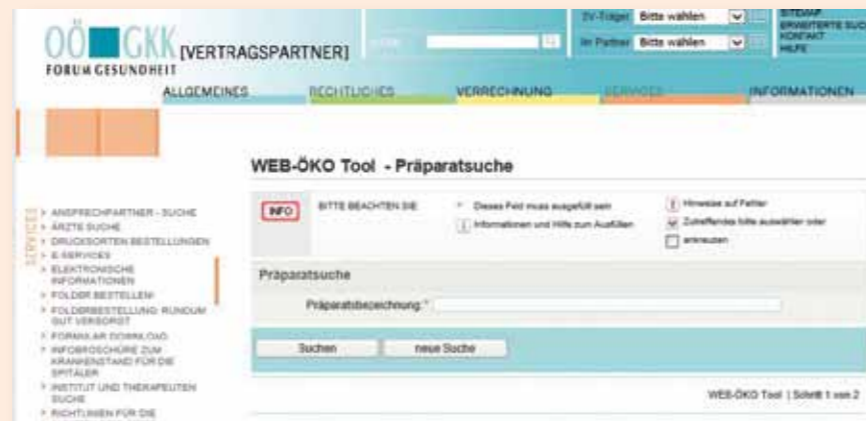 OÖ GKK [VERTRAGSPARTNER]
FORUM GESUNDHEIT
SV-Träger Bitte wählen
Ihr Partner Bitte wählen
SITEMAP
ERWEITERTE SUC
KONTAKT
HILFE
ALLGEMEINES RECHTLICHES VERRECHNUNG SERVICES INFORMATIONEN
WEB-ÖKO Tool - Präparatsuche
INFO
BITTE BEACHTEN SIE
* Dieses Feld muss ausgefüllt sein
i Informationen und Hilfe zum Ausfüllen
! Hinweise auf Fehler
Zutreffendes bitte auswählen oder
ankreuzen
SERVICES
ANSPRECHPARTNER - SUCHE
ÄRZTE SUCHE
DRUCKSORTEN BESTELLUNGEN
E-SERVICES
ELEKTRONISCHE
INFORMATIONEN
FOLDER BESTELLEN
FOLDERBESTELLUNG: RUNDUM
GUT VERSORGT
FORMULAR DOWNLOAD
INFOBROSCHÜRE ZUM
KRANKENSTAND FÜR DIE
SPITÄLER
INSTITUT UND THERAPEUTEN
SUCHE
RICHTLINIEN FÜR DIE
Präparatsuche
Präparatsbezeichnung:*
Suchen neue Suche
WEB-ÖKO Tool | Schritt 1 von 2